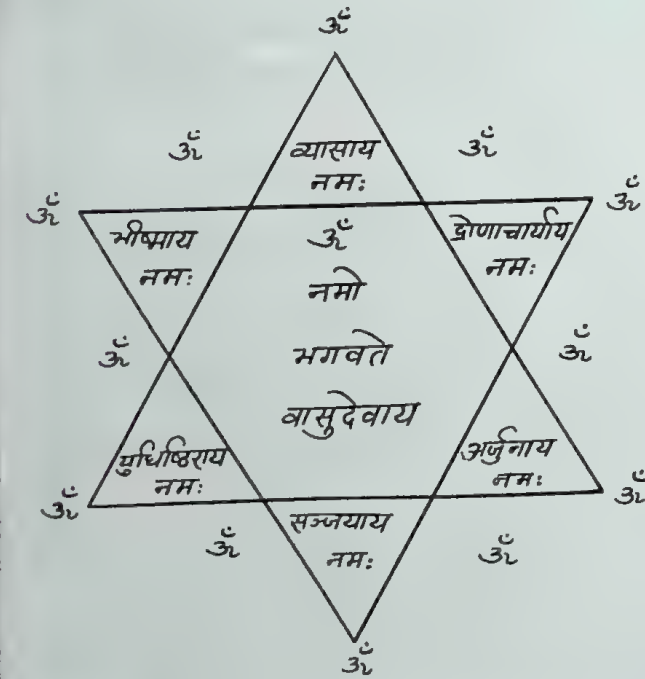 ॐ
ॐ
ॐ
व्यासाय
नमः
ॐ
ॐ
भीष्माय
नमः
ॐ
नमो
भगवते
वासुदेवाय
द्रोणाचार्याय
नमः
ॐ
ॐ
युधिष्ठिराय
नमः
अर्जुनाय
नमः
ॐ
ॐ
सञ्जयाय
नमः
ॐ
ॐ
ॐ